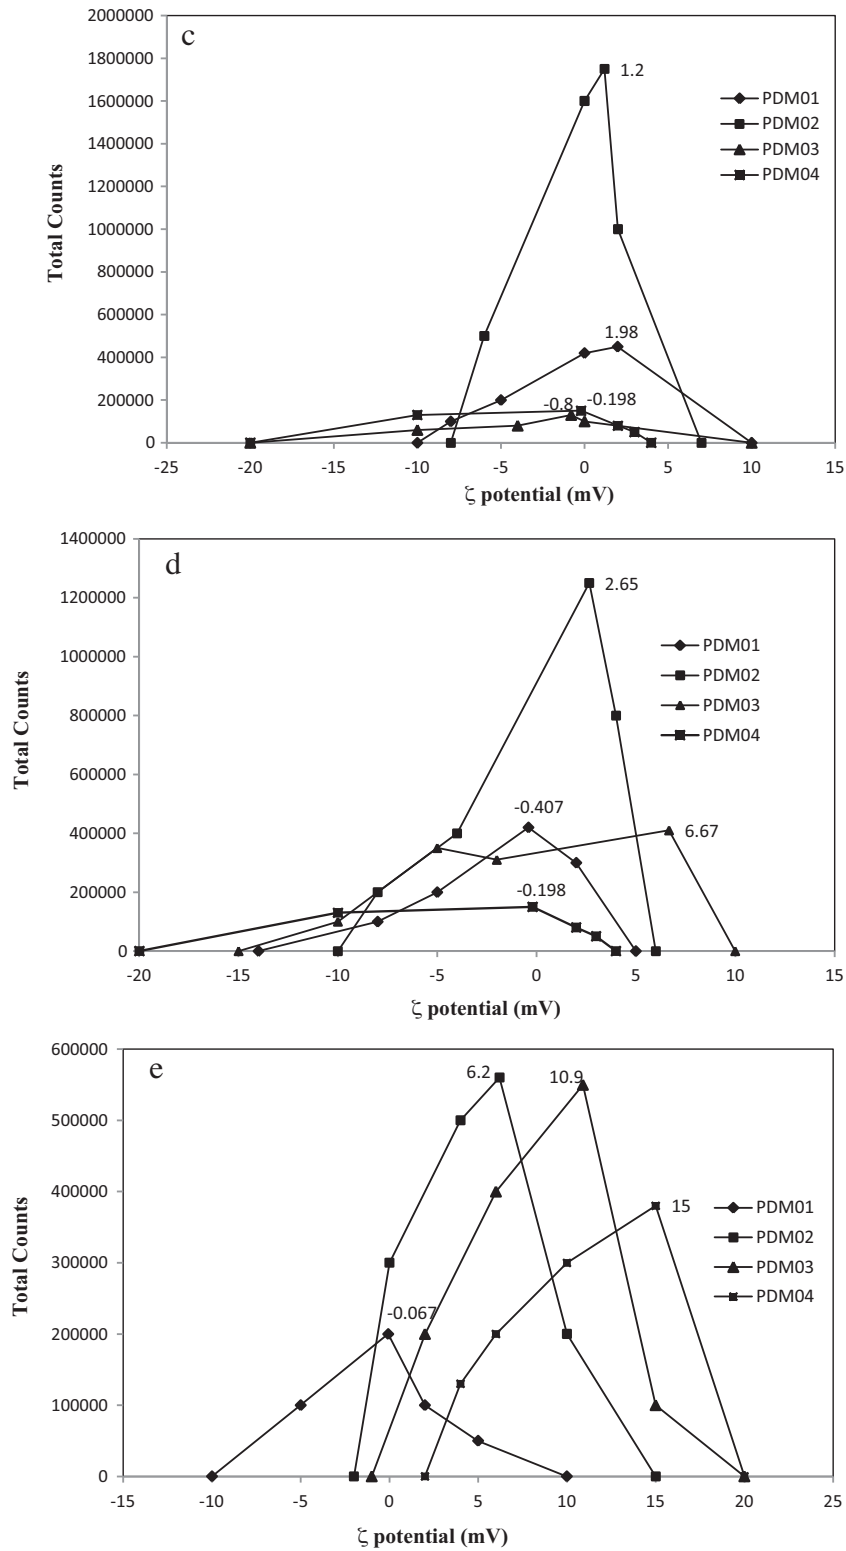 c
2000000
1800000
1600000
1400000
1200000
1000000
800000
600000
400000
200000
0
Total Counts
1.2
1.98
-0.8
-0.198
PDM01
PDM02
PDM03
PDM04
-25 -20 -15 -10 -5 0 5 10 15
ζ potential (mV)
d
1400000
1200000
1000000
800000
600000
400000
200000
0
Total Counts
2.65
-0.407
6.67
-0.198
PDM01
PDM02
PDM03
PDM04
-20 -15 -10 -5 0 5 10 15
ζ potential (mV)
e
600000
500000
400000
300000
200000
100000
0
Total Counts
6.2
10.9
15
-0.067
PDM01
PDM02
PDM03
PDM04
-15 -10 -5 0 5 10 15 20 25
ζ potential (mV)